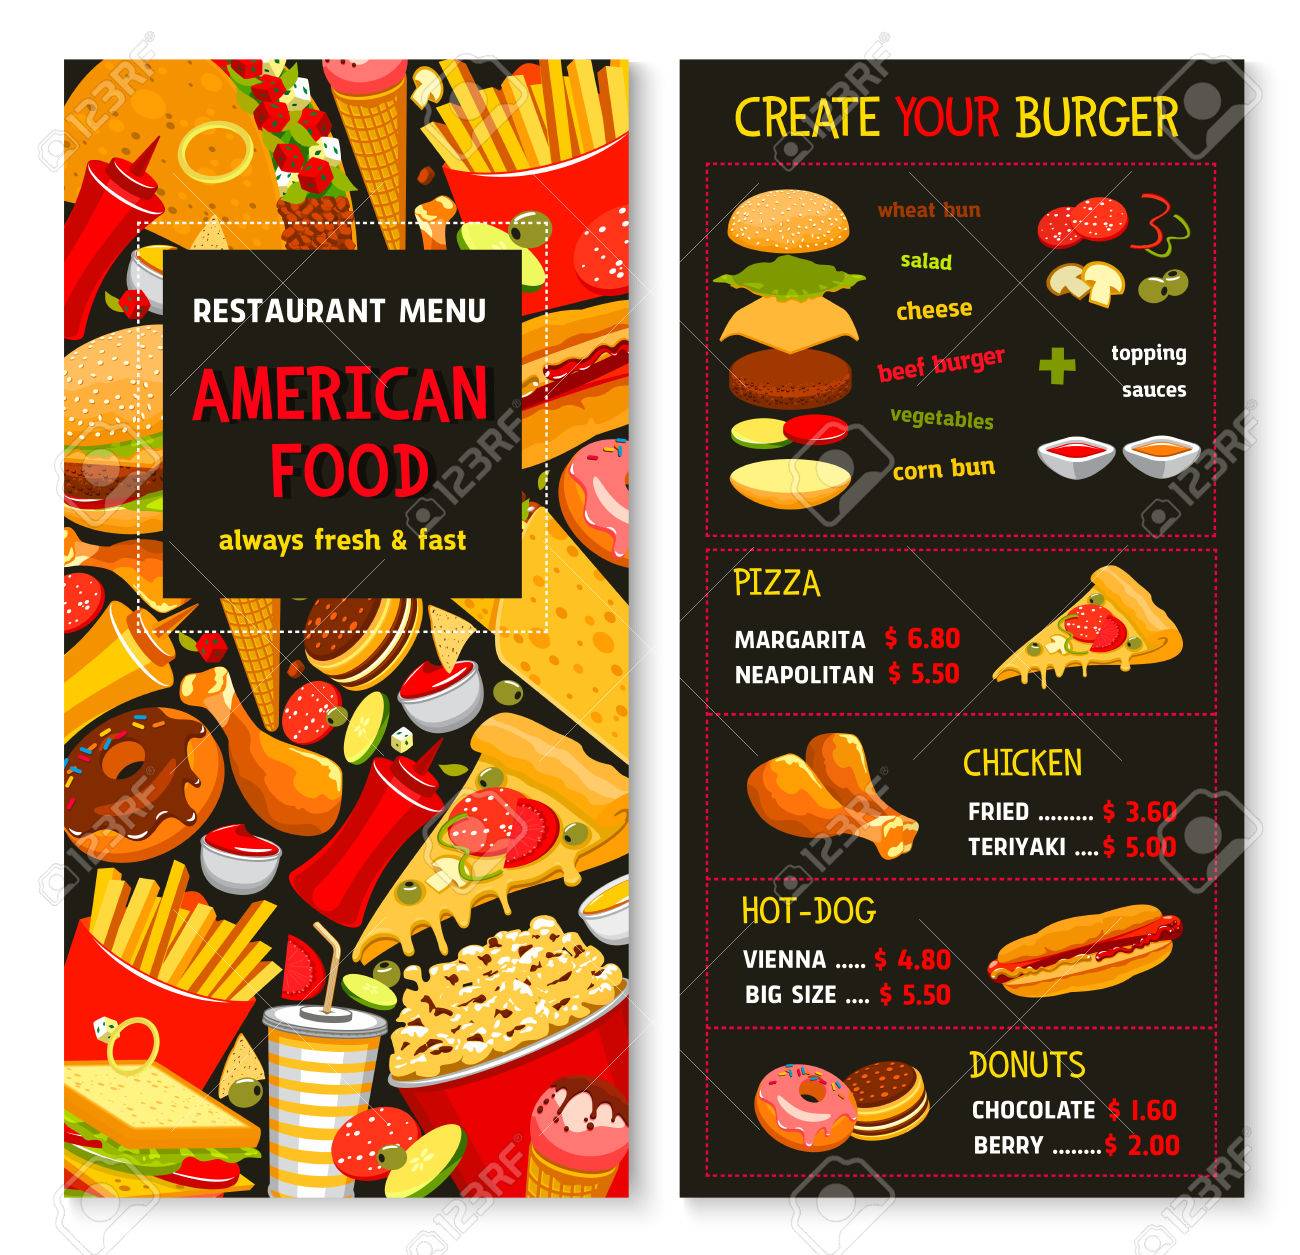 RESTAURANT MENU
AMERICAN
FOOD
always fresh & fast
CREATE YOUR BURGER
wheat bun
salad
cheese
beef burger
vegetables
corn bun
topping
sauces
PIZZA
MARGARITA $ 6.80
NEAPOLITAN $ 5.50
CHICKEN
FRIED ......... $ 3.60
TERIYAKI .... $ 5.00
HOT-DOG
VIENNA ..... $ 4.80
BIG SIZE .... $ 5.50
DONUTS
CHOCOLATE $ 1.60
BERRY ........ $ 2.00
123RF